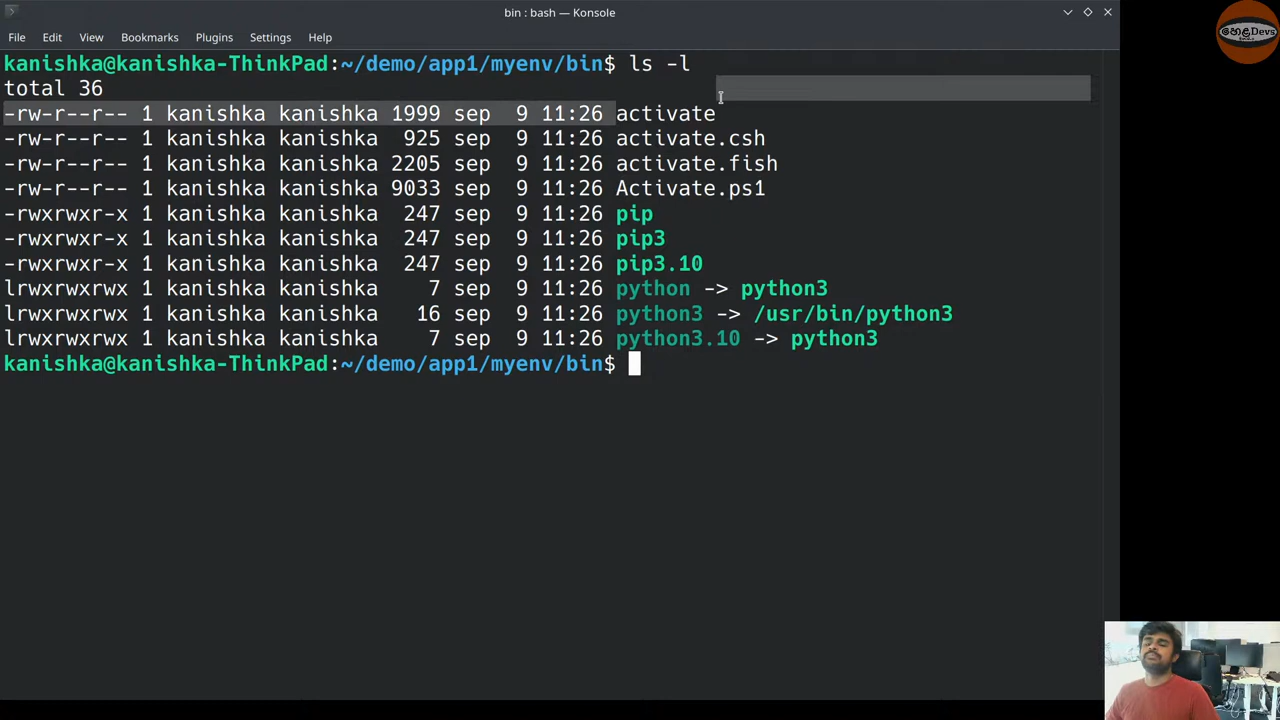 bin : bash — Konsole
File Edit View Bookmarks Plugins Settings Help
kanishka@kanishka-ThinkPad:~/demo/app1/myenv/bin$ ls -l
total 36
-rw-r--r-- 1 kanishka kanishka 1999 sep  9 11:26 activate
-rw-r--r-- 1 kanishka kanishka  925 sep  9 11:26 activate.csh
-rw-r--r-- 1 kanishka kanishka 2205 sep  9 11:26 activate.fish
-rw-r--r-- 1 kanishka kanishka 9033 sep  9 11:26 Activate.ps1
-rwxrwxr-x 1 kanishka kanishka  247 sep  9 11:26 pip
-rwxrwxr-x 1 kanishka kanishka  247 sep  9 11:26 pip3
-rwxrwxr-x 1 kanishka kanishka  247 sep  9 11:26 pip3.10
lrwxrwxrwx 1 kanishka kanishka    7 sep  9 11:26 python -> python3
lrwxrwxrwx 1 kanishka kanishka   16 sep  9 11:26 python3 -> /usr/bin/python3
lrwxrwxrwx 1 kanishka kanishka    7 sep  9 11:26 python3.10 -> python3
kanishka@kanishka-ThinkPad:~/demo/app1/myenv/bin$
හෙළDevs